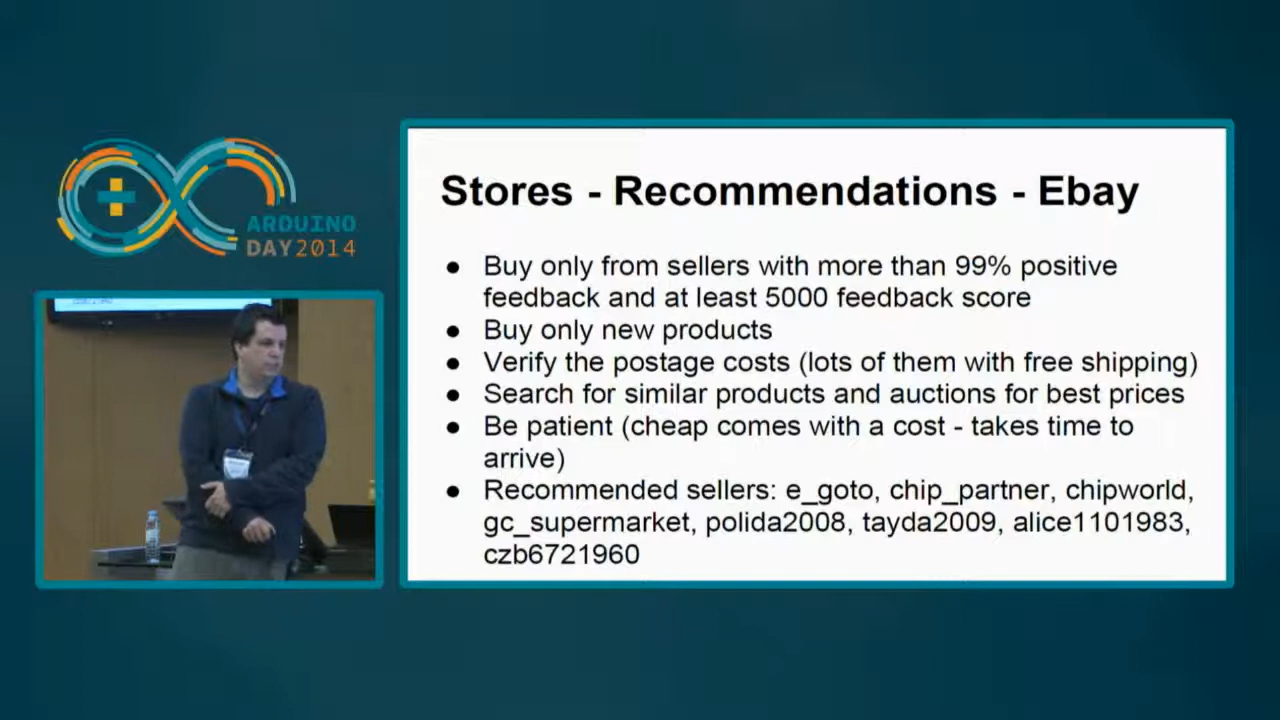 ARDUINO
DAY2014
Stores - Recommendations - Ebay
● Buy only from sellers with more than 99% positive
feedback and at least 5000 feedback score
● Buy only new products
● Verify the postage costs (lots of them with free shipping)
● Search for similar products and auctions for best prices
● Be patient (cheap comes with a cost - takes time to
arrive)
● Recommended sellers: e_goto, chip_partner, chipworld,
gc_supermarket, polida2008, tayda2009, alice1101983,
czb6721960